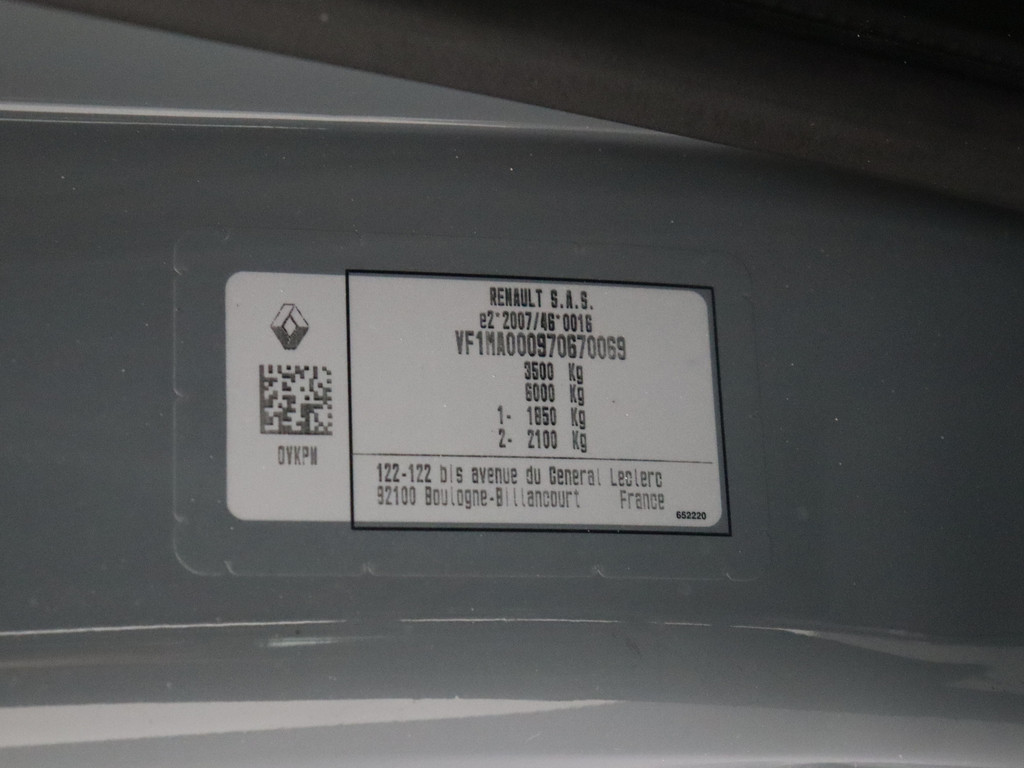 RENAULT S.A.S.
e2*2007/46*0016
VF1MA000970670069
3500 Kg
6000 Kg
1- 1850 Kg
2- 2100 Kg
OVKPN
122-122 bis avenue du General Leclerc
92100 Boulogne-Billancourt France
652220